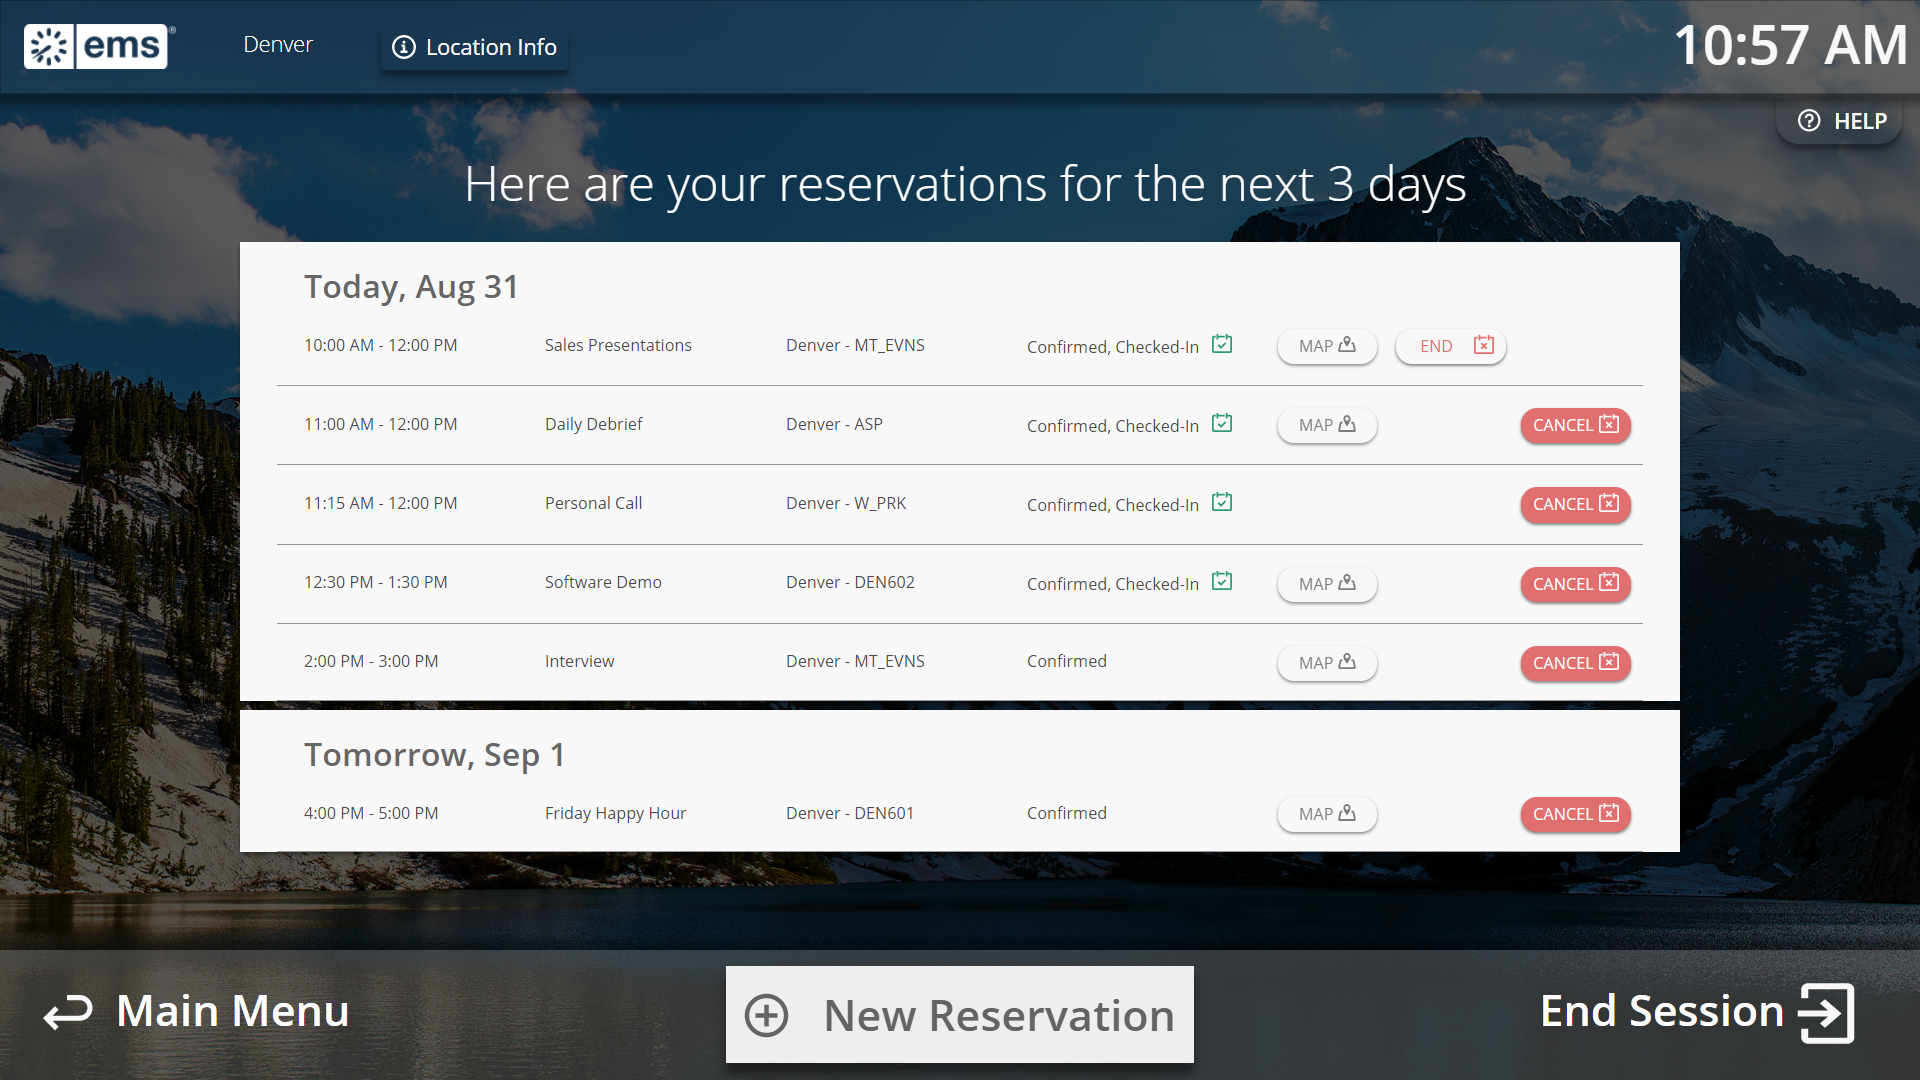 ems®
Denver
Location Info
10:57 AM
HELP
Here are your reservations for the next 3 days
Today, Aug 31
10:00 AM - 12:00 PM Sales Presentations Denver - MT_EVNS Confirmed, Checked-In MAP END
11:00 AM - 12:00 PM Daily Debrief Denver - ASP Confirmed, Checked-In MAP CANCEL
11:15 AM - 12:00 PM Personal Call Denver - W_PRK Confirmed, Checked-In CANCEL
12:30 PM - 1:30 PM Software Demo Denver - DEN602 Confirmed, Checked-In MAP CANCEL
2:00 PM - 3:00 PM Interview Denver - MT_EVNS Confirmed MAP CANCEL
Tomorrow, Sep 1
4:00 PM - 5:00 PM Friday Happy Hour Denver - DEN601 Confirmed MAP CANCEL
Main Menu
New Reservation
End Session